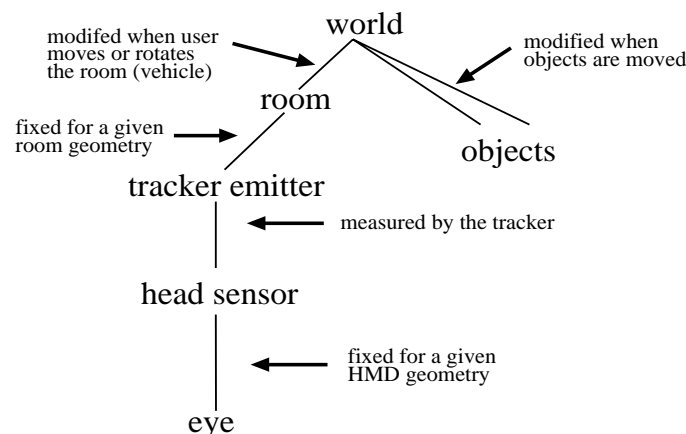 world
modifed when user
moves or rotates
the room (vehicle)
modified when
objects are moved
room
fixed for a given
room geometry
objects
tracker emitter
measured by the tracker
head sensor
fixed for a given
HMD geometry
eye